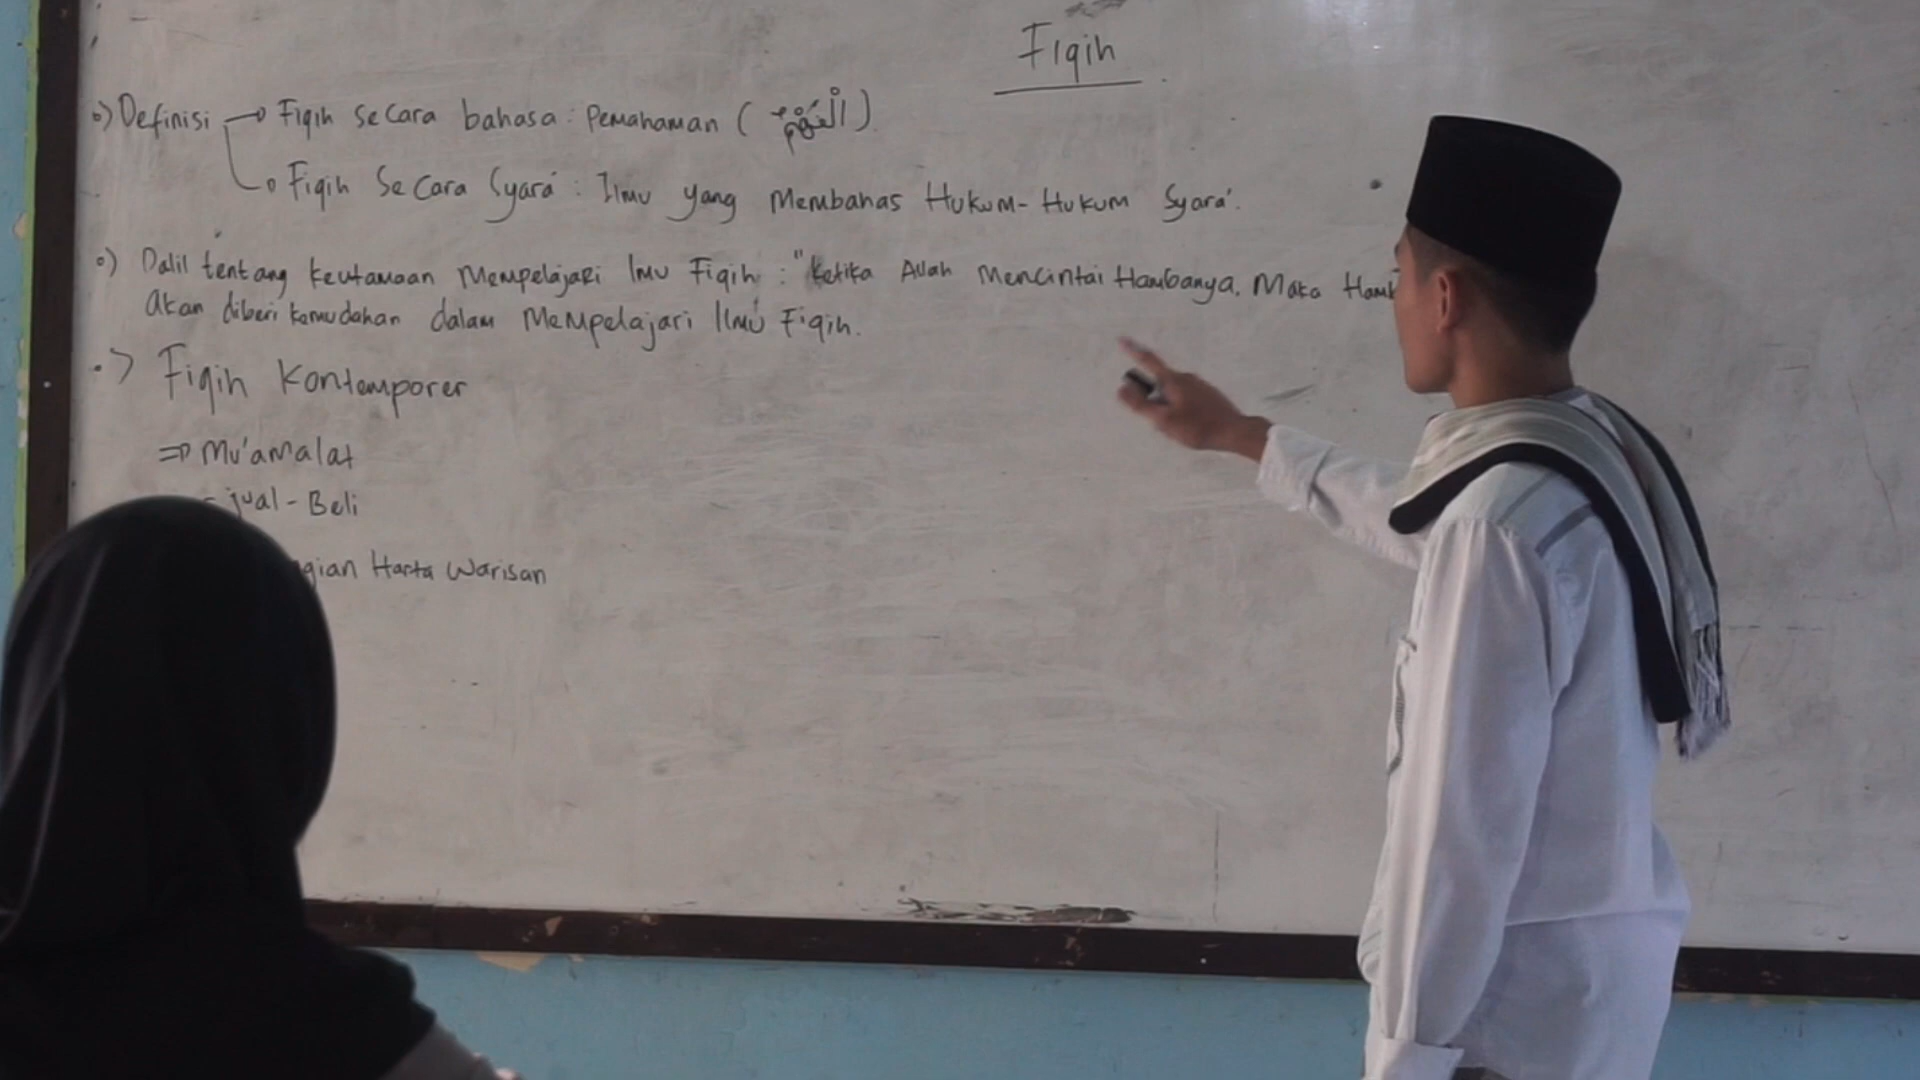 Fiqih
Definisi → Fiqih secara bahasa : Pemahaman (الْفَهْمُ)
Fiqih Secara Syara' : Ilmu yang Membahas Hukum-Hukum Syara'.
Dalil tentang keutamaan Mempelajari Ilmu Fiqih : "ketika Allah Mencintai Hambanya, Maka
Akan diberi kemudahan dalam Mempelajari Ilmu Fiqih.
Fiqih Kontemporer
⇒ Mu'amalat
- jual-Beli
Harta Warisan